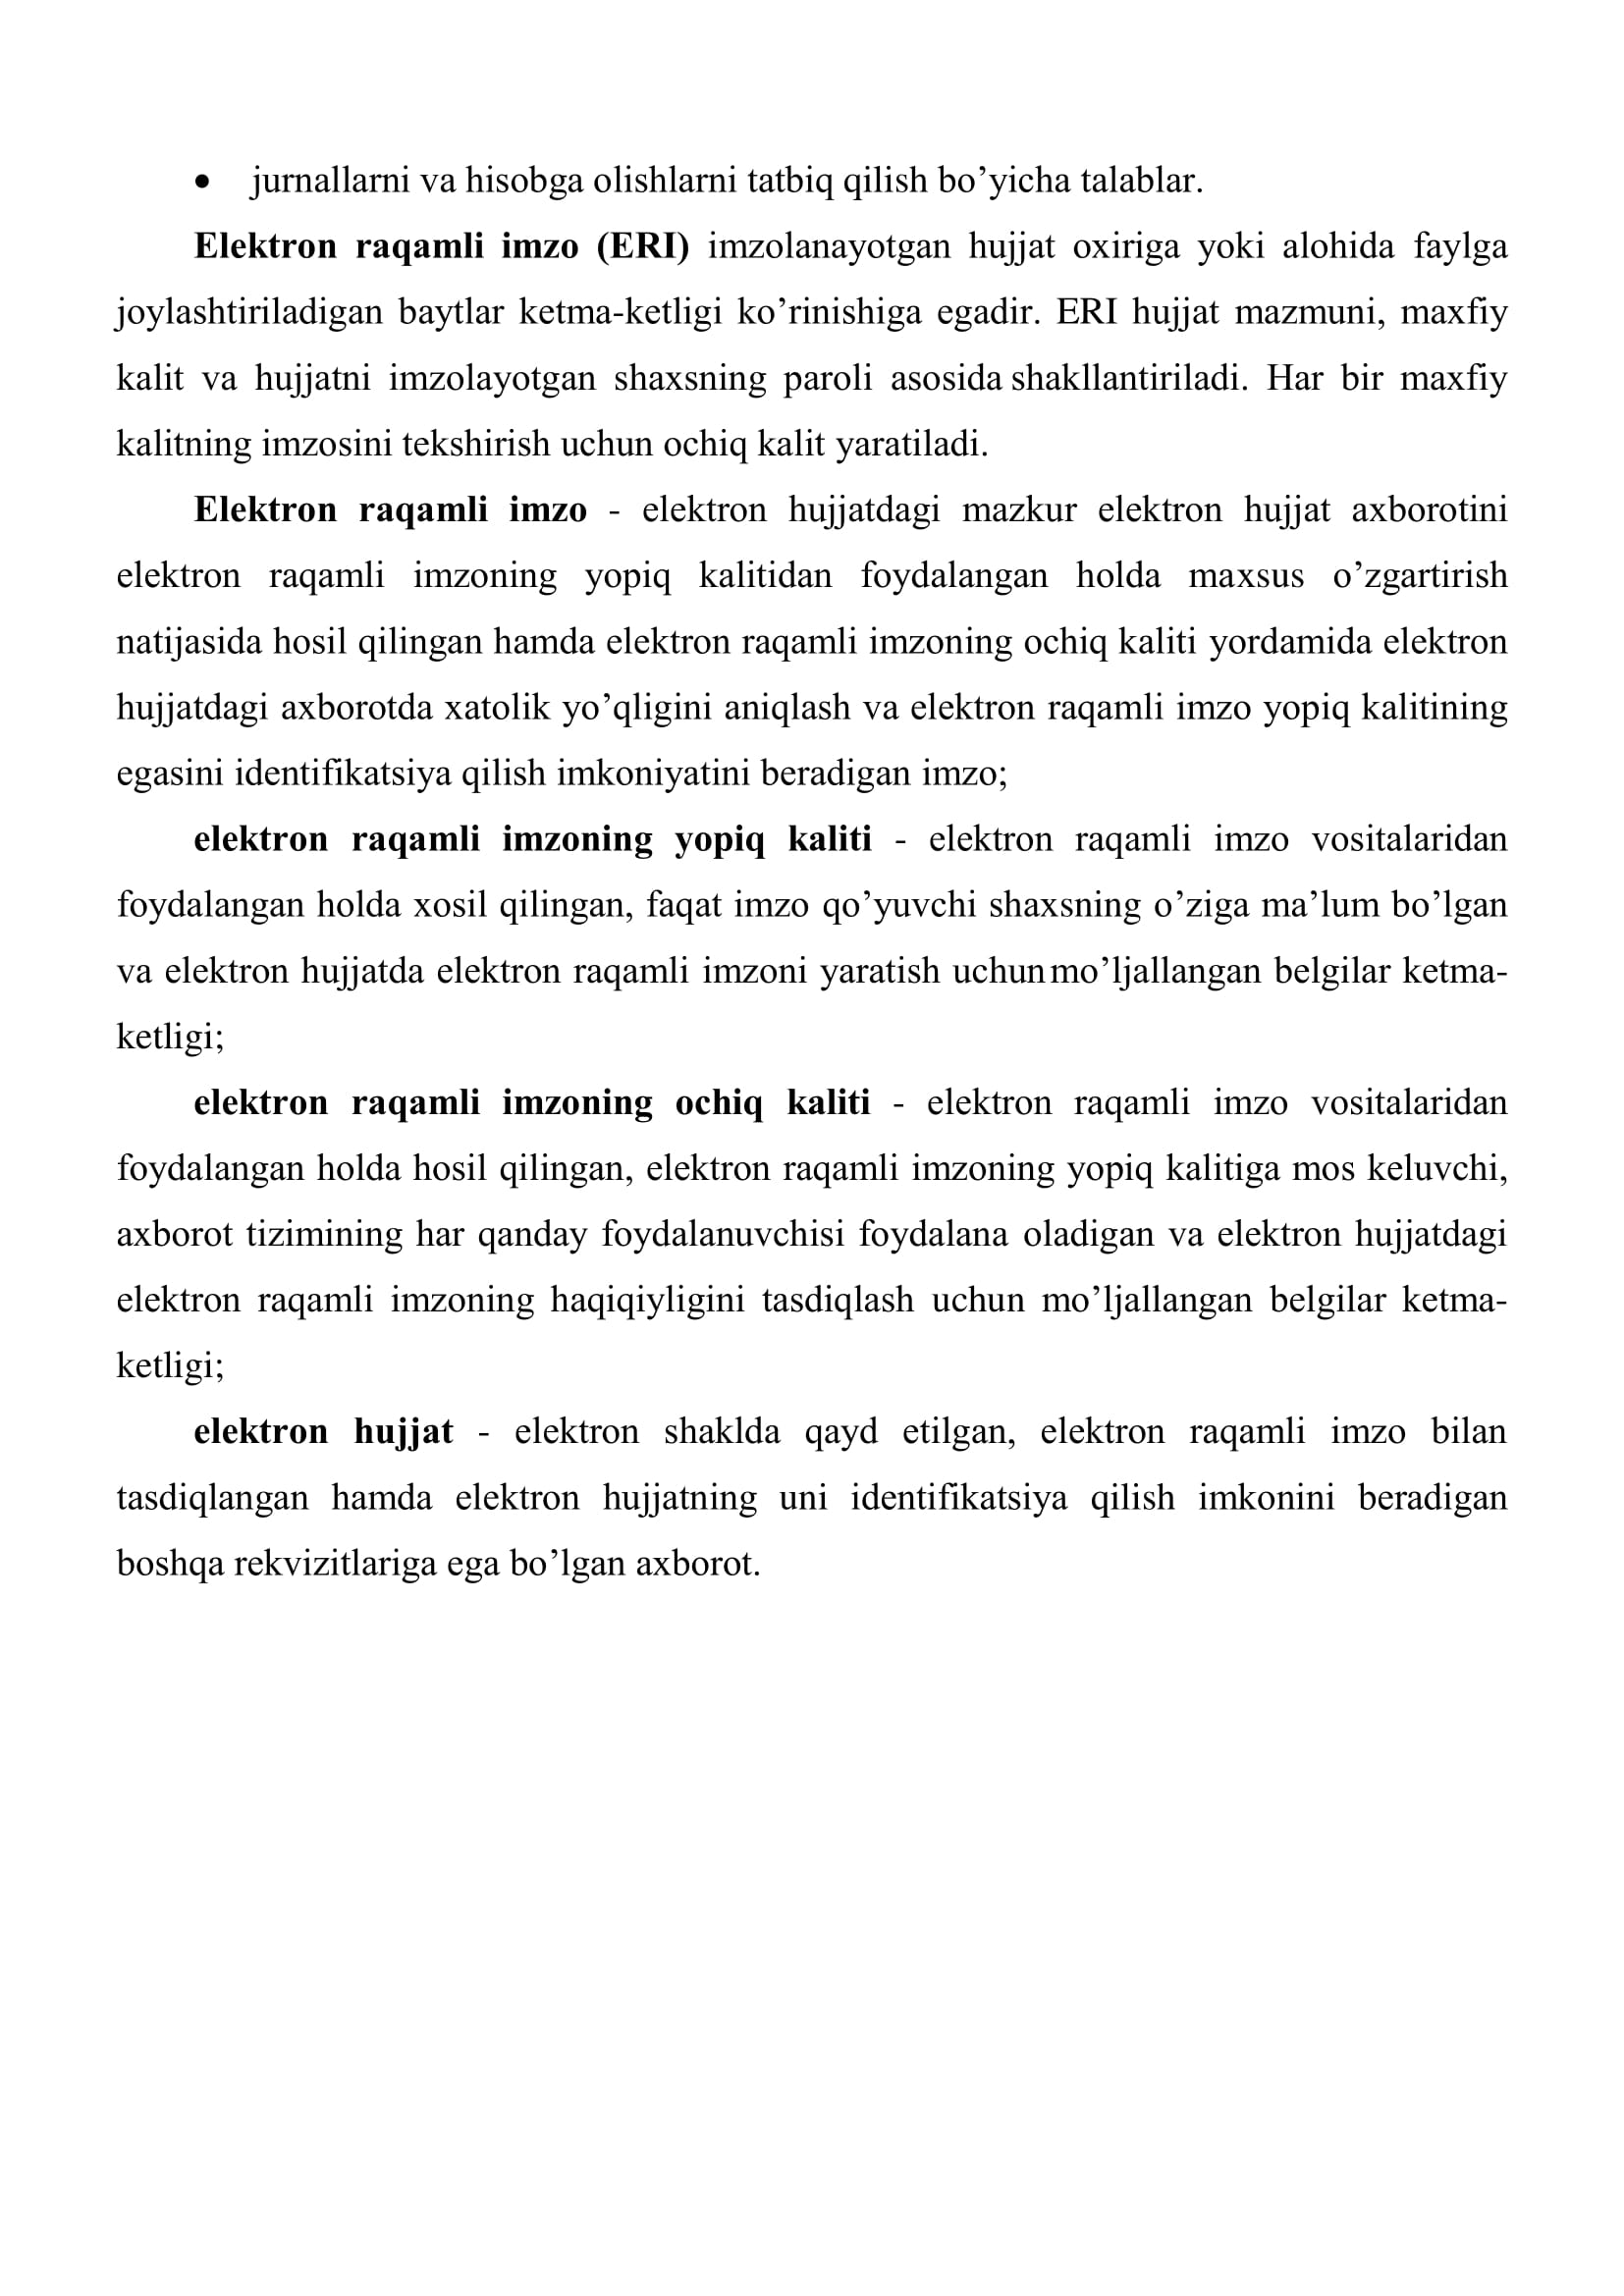 • jurnallarni va hisobga olishlarni tatbiq qilish bo’yicha talablar.
Elektron raqamli imzo (ERI) imzolanayotgan hujjat oxiriga yoki alohida faylga
joylashtiriladigan baytlar ketma-ketligi ko’rinishiga egadir. ERI hujjat mazmuni, maxfiy
kalit va hujjatni imzolayotgan shaxsning paroli asosida shakllantiriladi. Har bir maxfiy
kalitning imzosini tekshirish uchun ochiq kalit yaratiladi.
Elektron raqamli imzo - elektron hujjatdagi mazkur elektron hujjat axborotini
elektron raqamli imzoning yopiq kalitidan foydalangan holda maxsus o’zgartirish
natijasida hosil qilingan hamda elektron raqamli imzoning ochiq kaliti yordamida elektron
hujjatdagi axborotda xatolik yo’qligini aniqlash va elektron raqamli imzo yopiq kalitining
egasini identifikatsiya qilish imkoniyatini beradigan imzo;
elektron raqamli imzoning yopiq kaliti - elektron raqamli imzo vositalaridan
foydalangan holda xosil qilingan, faqat imzo qo’yuvchi shaxsning o’ziga ma’lum bo’lgan
va elektron hujjatda elektron raqamli imzoni yaratish uchun mo’ljallangan belgilar ketma-
ketligi;
elektron raqamli imzoning ochiq kaliti - elektron raqamli imzo vositalaridan
foydalangan holda hosil qilingan, elektron raqamli imzoning yopiq kalitiga mos keluvchi,
axborot tizimining har qanday foydalanuvchisi foydalana oladigan va elektron hujjatdagi
elektron raqamli imzoning haqiqiyligini tasdiqlash uchun mo’ljallangan belgilar ketma-
ketligi;
elektron hujjat - elektron shaklda qayd etilgan, elektron raqamli imzo bilan
tasdiqlangan hamda elektron hujjatning uni identifikatsiya qilish imkonini beradigan
boshqa rekvizitlariga ega bo’lgan axborot.